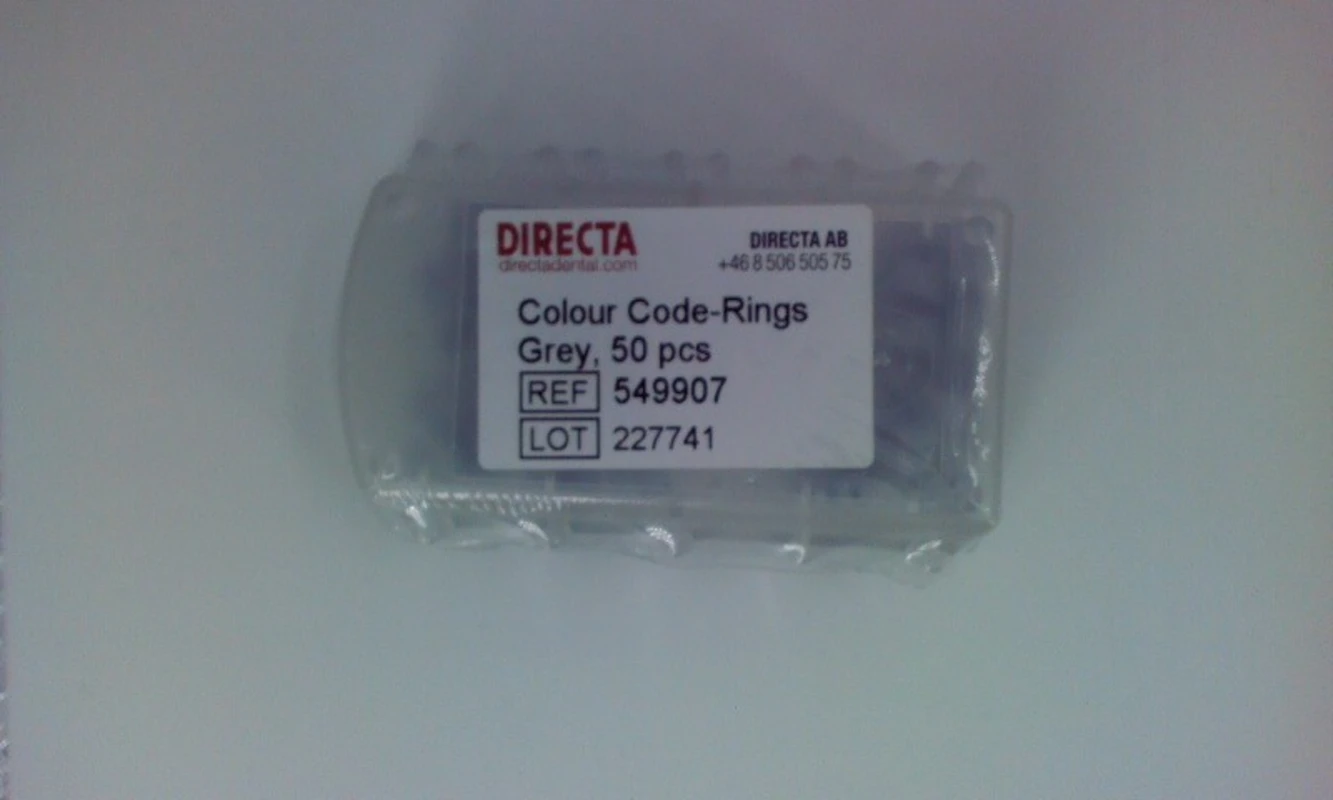 DIRECTA
directadental.com
DIRECTA AB
+46 8 506 505 75
Colour Code-Rings
Grey, 50 pcs
REF 549907
LOT 227741